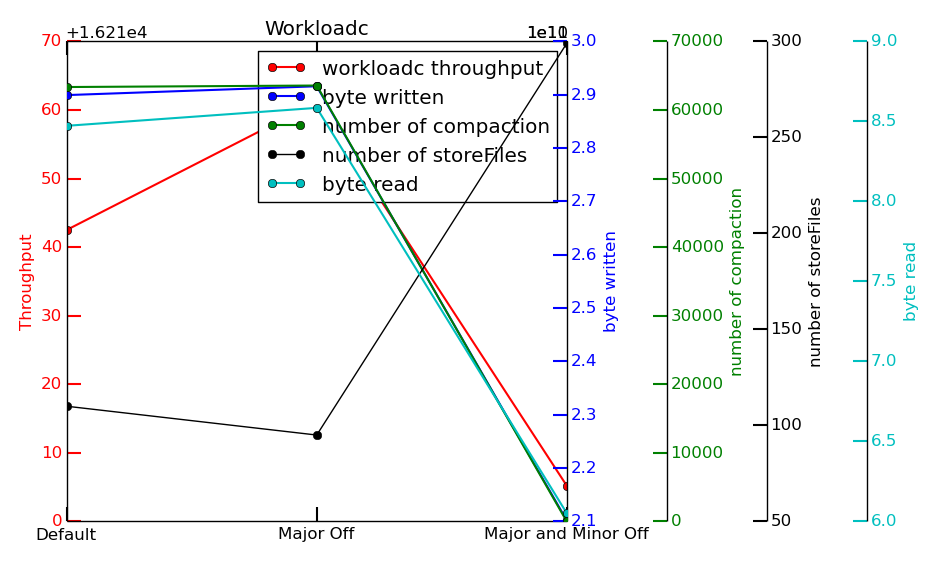 Workloadc
+1.621e4
1e11
workloadc throughput
byte written
number of compaction
number of storeFiles
byte read
70
60
50
40
30
20
10
0
Throughput
Default
Major Off
Major and Minor Off
3.0
2.9
2.8
2.7
2.6
2.5
2.4
2.3
2.2
2.1
byte written
70000
60000
50000
40000
30000
20000
10000
0
number of compaction
300
250
200
150
100
50
number of storeFiles
9.0
8.5
8.0
7.5
7.0
6.5
6.0
byte read